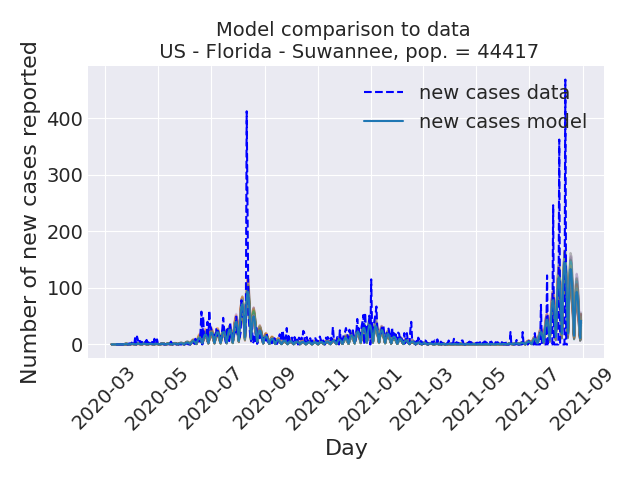 Model comparison to data
US - Florida - Suwannee, pop. = 44417
new cases data
new cases model
Number of new cases reported
400
300
200
100
0
2020-03
2020-05
2020-07
2020-09
2020-11
2021-01
2021-03
2021-05
2021-07
2021-09
Day